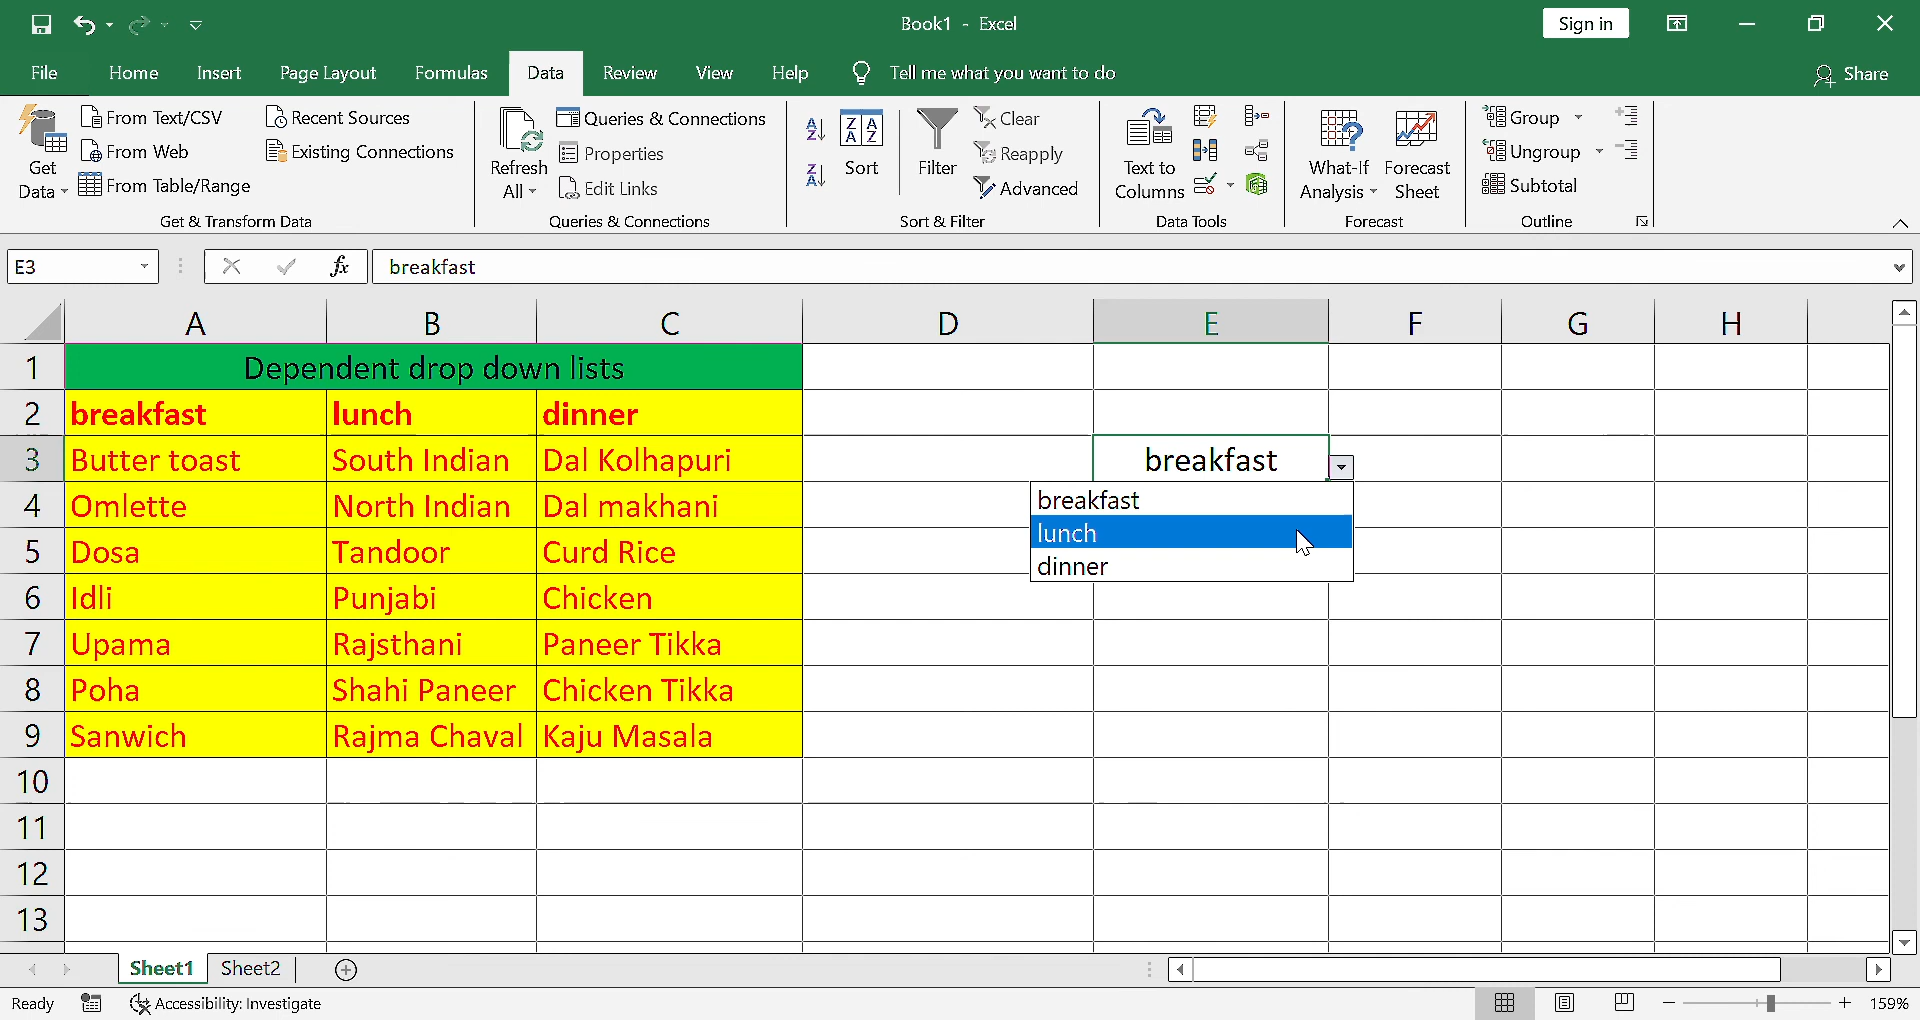 Book1 - Excel
Sign in
File Home Insert Page Layout Formulas Data Review View Help Tell me what you want to do Share
Get Data
From Text/CSV
From Web
From Table/Range
Recent Sources
Existing Connections
Get & Transform Data
Refresh All
Queries & Connections
Properties
Edit Links
Queries & Connections
Sort
Filter
Clear
Reapply
Advanced
Sort & Filter
Text to Columns
Data Tools
What-If Analysis
Forecast Sheet
Forecast
Group
Ungroup
Subtotal
Outline
E3 fx breakfast
A B C D E F G H
1 Dependent drop down lists
2 breakfast lunch dinner
3 Butter toast South Indian Dal Kolhapuri breakfast
4 Omlette North Indian Dal makhani
5 Dosa Tandoor Curd Rice
6 Idli Punjabi Chicken
7 Upama Rajsthani Paneer Tikka
8 Poha Shahi Paneer Chicken Tikka
9 Sanwich Rajma Chaval Kaju Masala
10
11
12
13
breakfast
lunch
dinner
Sheet1 Sheet2
Ready Accessibility: Investigate 159%